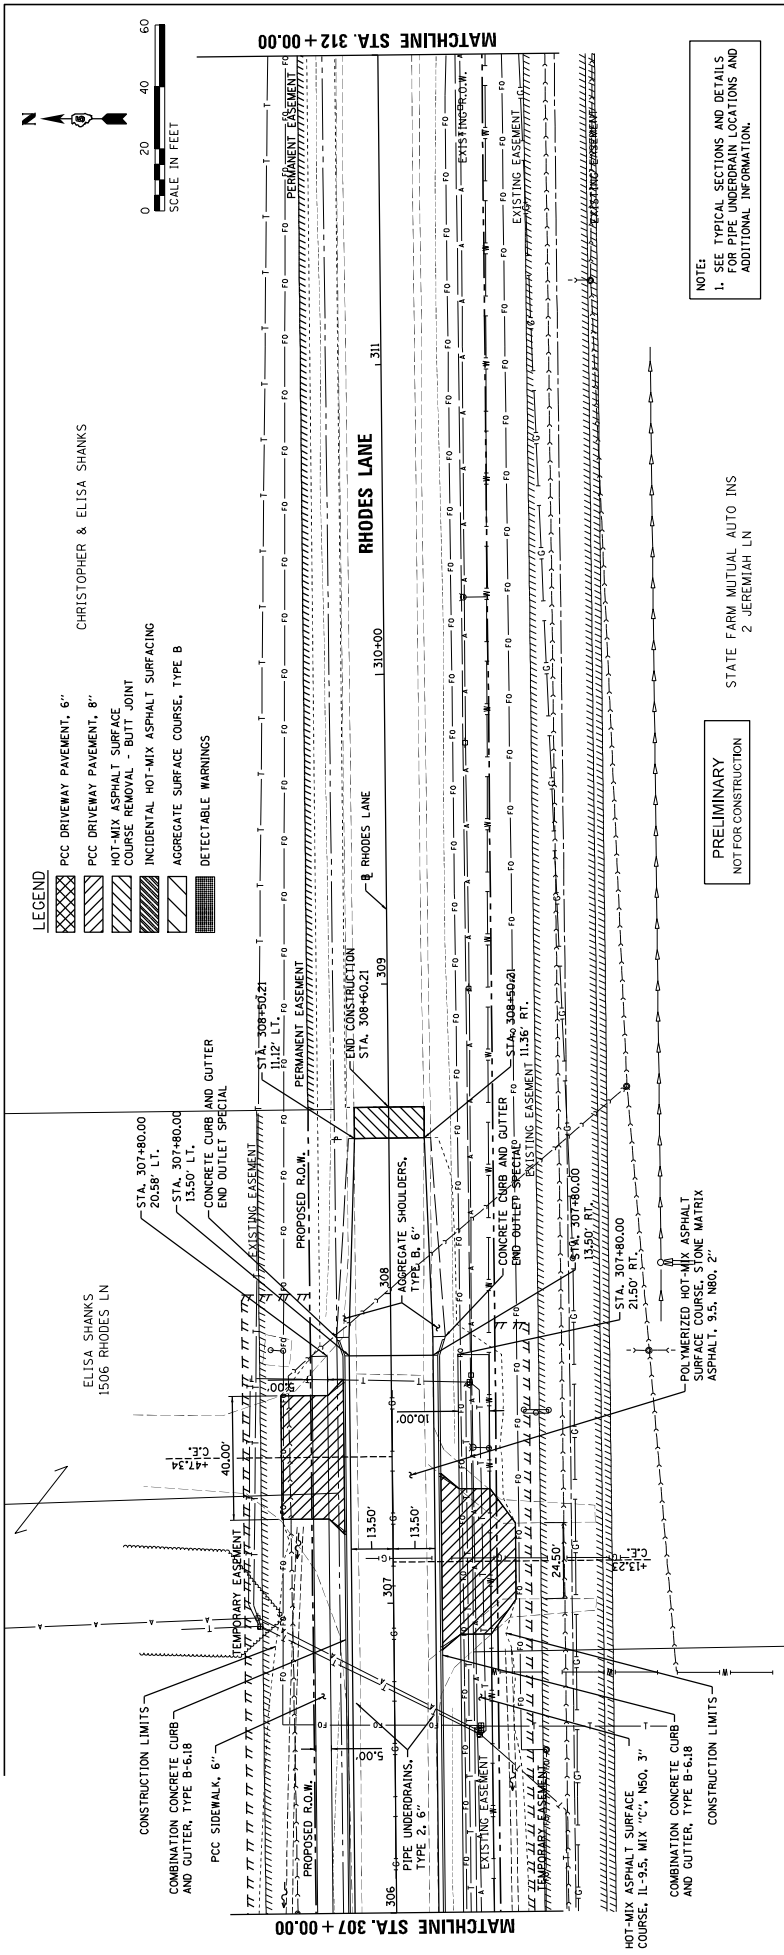 MATCHLINE STA. 312 + 00.00
N
0 20 40 60
SCALE IN FEET
NOTE:
1. SEE TYPICAL SECTIONS AND DETAILS
FOR PIPE UNDERDRAIN LOCATIONS AND
ADDITIONAL INFORMATION.
PERMANENT EASEMENT
EXISTING R.O.W.
EXISTING EASEMENT
EXISTING EASEMENT
311
RHODES LANE
310+00
CHRISTOPHER & ELISA SHANKS
STATE FARM MUTUAL AUTO INS
2 JEREMIAH LN
LEGEND
PCC DRIVEWAY PAVEMENT, 6"
PCC DRIVEWAY PAVEMENT, 8"
HOT-MIX ASPHALT SURFACE
COURSE REMOVAL - BUTT JOINT
INCIDENTAL HOT-MIX ASPHALT SURFACING
AGGREGATE SURFACE COURSE, TYPE B
DETECTABLE WARNINGS
PRELIMINARY
NOT FOR CONSTRUCTION
℄ RHODES LANE
309
STA. 308+50.21
11.12' LT.
PERMANENT EASEMENT
END CONSTRUCTION
STA. 308+60.21
STA. 308+50.21
11.36' RT.
EXISTING EASEMENT
STA. 307+80.00
20.58' LT.
STA. 307+80.00
13.50' LT.
CONCRETE CURB AND GUTTER
END OUTLET SPECIAL
EXISTING EASEMENT
PROPOSED R.O.W.
308
AGGREGATE SHOULDERS,
TYPE B, 6"
CONCRETE CURB AND GUTTER
END OUTLET SPECIAL
STA. 307+80.00
13.50' RT.
STA. 307+80.00
21.50' RT.
POLYMERIZED HOT-MIX ASPHALT
SURFACE COURSE, STONE MATRIX
ASPHALT, 9.5, N80, 2"
ELISA SHANKS
1506 RHODES LN
5.00'
40.00'
+47.34
C.E.
10.00'
13.50'
13.50'
307
24.50'
+13.23
C.E.
TEMPORARY EASEMENT
CONSTRUCTION LIMITS
COMBINATION CONCRETE CURB
AND GUTTER, TYPE B-6.18
PCC SIDEWALK, 6"
PROPOSED R.O.W.
5.00'
PIPE UNDERDRAINS,
TYPE 2, 6"
306
EXISTING EASEMENT
TEMPORARY EASEMENT
HOT-MIX ASPHALT SURFACE
COURSE, IL-9.5, MIX "C", N50, 3"
COMBINATION CONCRETE CURB
AND GUTTER, TYPE B-6.18
CONSTRUCTION LIMITS
MATCHLINE STA. 307 + 00.00